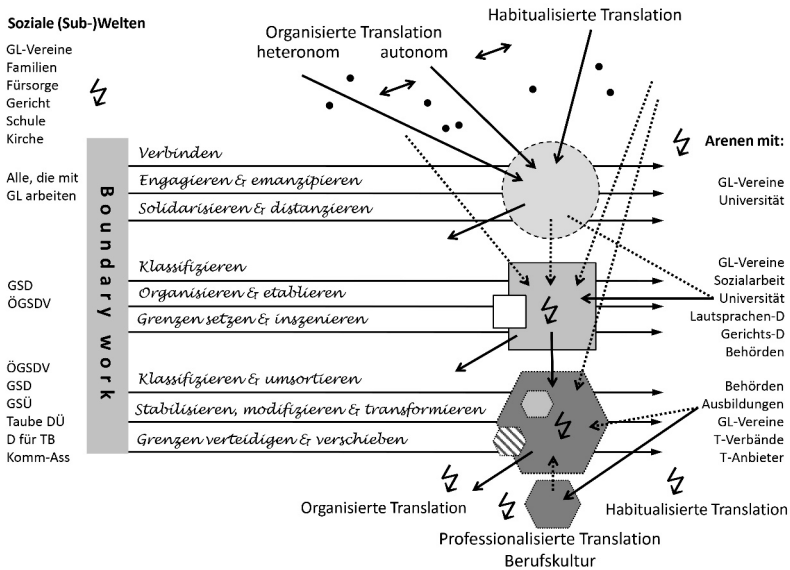 Soziale (Sub-)Welten
GL-Vereine
Familien
Fürsorge
Gericht
Schule
Kirche
Alle, die mit
GL arbeiten
GSD
ÖGSDV
ÖGSDV
GSD
GSÜ
Taube DÜ
D für TB
Komm-Ass
Boundary work
Organisierte Translation
heteronom autonom
Habitualisierte Translation
Verbinden
Engagieren & emanzipieren
Solidarisieren & distanzieren
Klassifizieren
Organisieren & etablieren
Grenzen setzen & inszenieren
Klassifizieren & umsortieren
Stabilisieren, modifizieren & transformieren
Grenzen verteidigen & verschieben
Arenen mit:
GL-Vereine
Universität
GL-Vereine
Sozialarbeit
Universität
Lautsprachen-D
Gerichts-D
Behörden
Behörden
Ausbildungen
GL-Vereine
T-Verbände
T-Anbieter
Organisierte Translation
Habitualisierte Translation
Professionalisierte Translation
Berufskultur